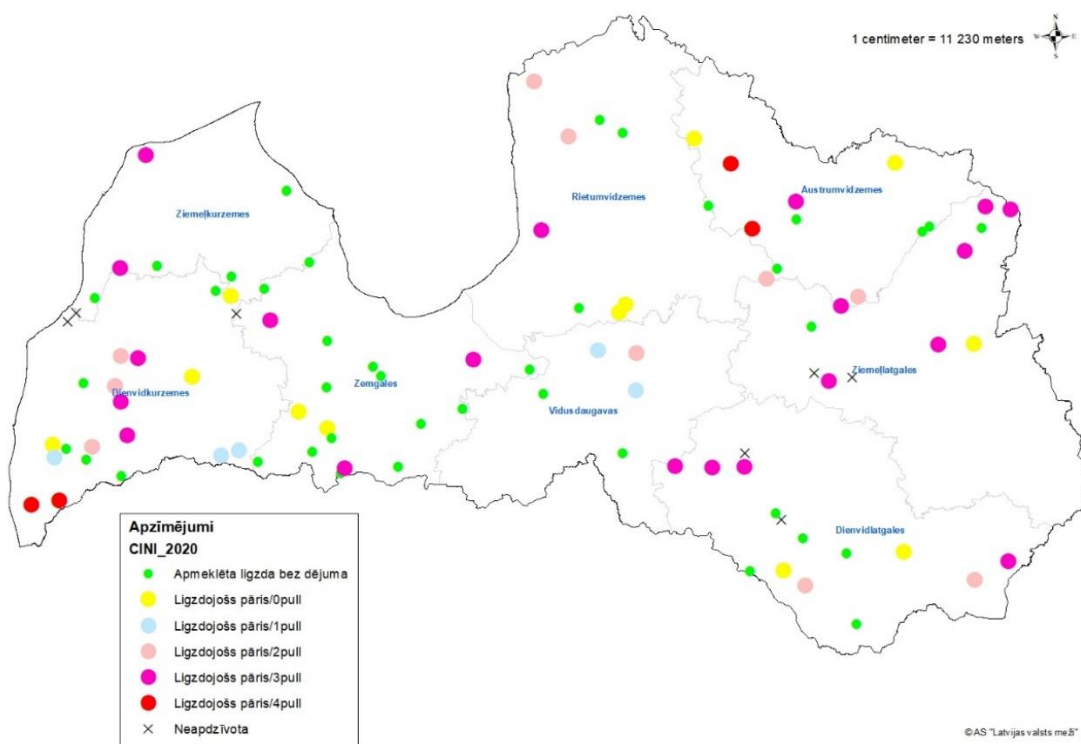 1 centimeter = 11 230 meters
N
W E
S
Ziemeļkurzemes
Rietumvidzemes
Austrumvidzemes
Dienvidkurzemes
Zemgales
Vidusdaugavas
Ziemeļlatgales
Dienvidlatgales
Apzīmējumi
CINI_2020
Apmeklēta ligzda bez dējuma
Ligzdojošs pāris/0pull
Ligzdojošs pāris/1pull
Ligzdojošs pāris/2pull
Ligzdojošs pāris/3pull
Ligzdojošs pāris/4pull
Neapdzīvota
©AS "Latvijas valsts meži"